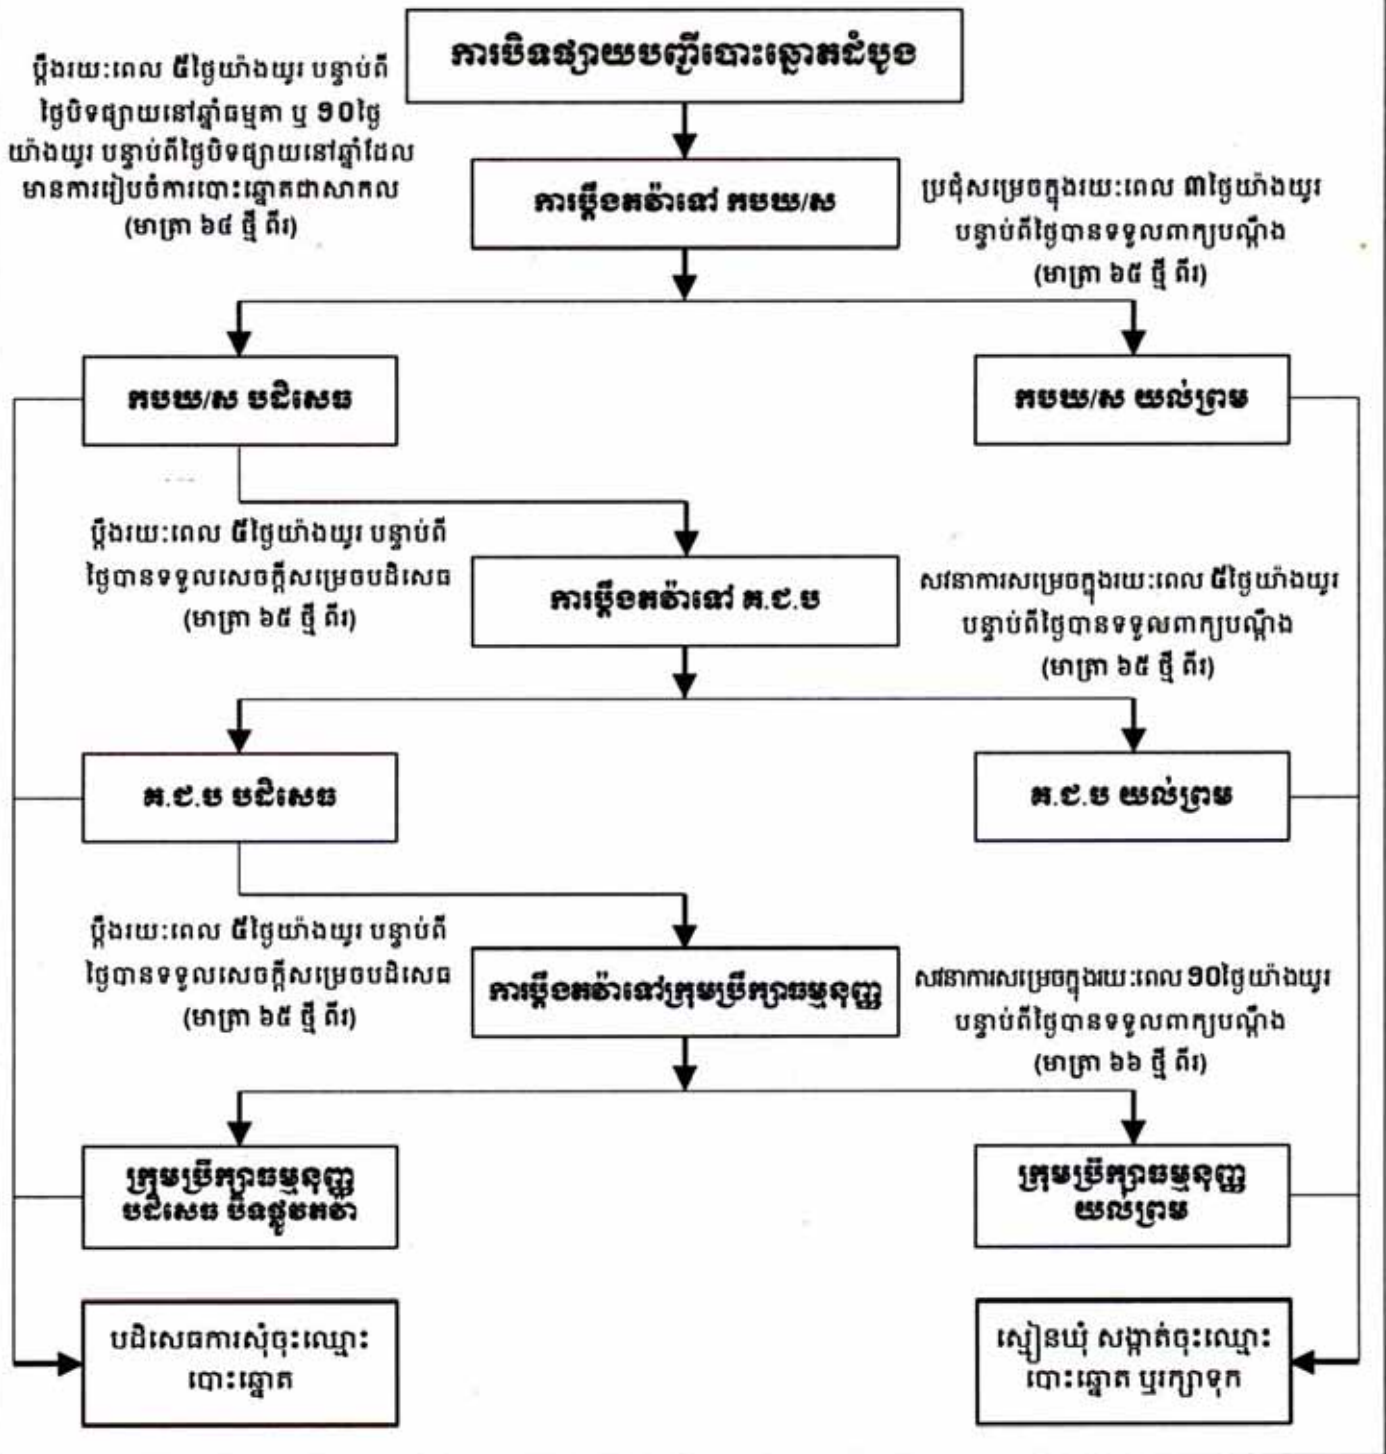 ការបិទផ្សាយបញ្ជីបោះឆ្នោតដំបូង
ប្ដឹងរយៈពេល ៥ថ្ងៃយ៉ាងយូរ បន្ទាប់ពី
ថ្ងៃបិទផ្សាយនៅឆ្នាំធម្មតា ឬ ១០ថ្ងៃ
យ៉ាងយូរ បន្ទាប់ពីថ្ងៃបិទផ្សាយនៅឆ្នាំដែល
មានការរៀបចំការបោះឆ្នោតជាសាកល
(មាត្រា ៦៤ ថ្មី ពីរ)
ការប្ដឹងតវ៉ាទៅ កបឃ/ស
ប្រជុំសម្រេចក្នុងរយៈពេល ៣ថ្ងៃយ៉ាងយូរ
បន្ទាប់ពីថ្ងៃបានទទួលពាក្យបណ្ដឹង
(មាត្រា ៦៥ ថ្មី ពីរ)
កបឃ/ស បដិសេធ
កបឃ/ស យល់ព្រម
ប្ដឹងរយៈពេល ៥ថ្ងៃយ៉ាងយូរ បន្ទាប់ពី
ថ្ងៃបានទទួលសេចក្ដីសម្រេចបដិសេធ
(មាត្រា ៦៥ ថ្មី ពីរ)
ការប្ដឹងតវ៉ាទៅ គ.ជ.ប
សវនាការសម្រេចក្នុងរយៈពេល ៥ថ្ងៃយ៉ាងយូរ
បន្ទាប់ពីថ្ងៃបានទទួលពាក្យបណ្ដឹង
(មាត្រា ៦៥ ថ្មី ពីរ)
គ.ជ.ប បដិសេធ
គ.ជ.ប យល់ព្រម
ប្ដឹងរយៈពេល ៥ថ្ងៃយ៉ាងយូរ បន្ទាប់ពី
ថ្ងៃបានទទួលសេចក្ដីសម្រេចបដិសេធ
(មាត្រា ៦៥ ថ្មី ពីរ)
ការប្ដឹងតវ៉ាទៅក្រុមប្រឹក្សាធម្មនុញ្ញ
សវនាការសម្រេចក្នុងរយៈពេល ១០ថ្ងៃយ៉ាងយូរ
បន្ទាប់ពីថ្ងៃបានទទួលពាក្យបណ្ដឹង
(មាត្រា ៦៦ ថ្មី ពីរ)
ក្រុមប្រឹក្សាធម្មនុញ្ញ
បដិសេធ បិទផ្លូវតវ៉ា
ក្រុមប្រឹក្សាធម្មនុញ្ញ
យល់ព្រម
បដិសេធការសុំចុះឈ្មោះ
បោះឆ្នោត
ស្មៀនឃុំ សង្កាត់ចុះឈ្មោះ
បោះឆ្នោត ឬរក្សាទុក